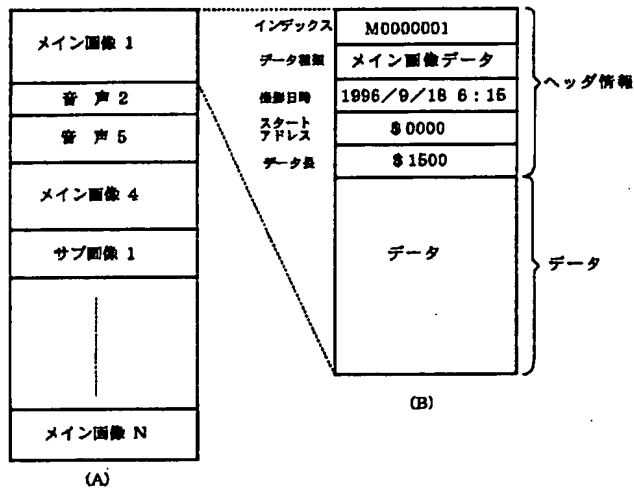 メイン画像 1
音 声 2
音 声 5
メイン画像 4
サブ画像 1
メイン画像 N
(A)
インデックス
M0000001
データ種類
メイン画像データ
撮影日時
1996/9/18 6:15
スタート
アドレス
$0000
データ長
$1500
ヘッダ情報
データ
データ
(B)